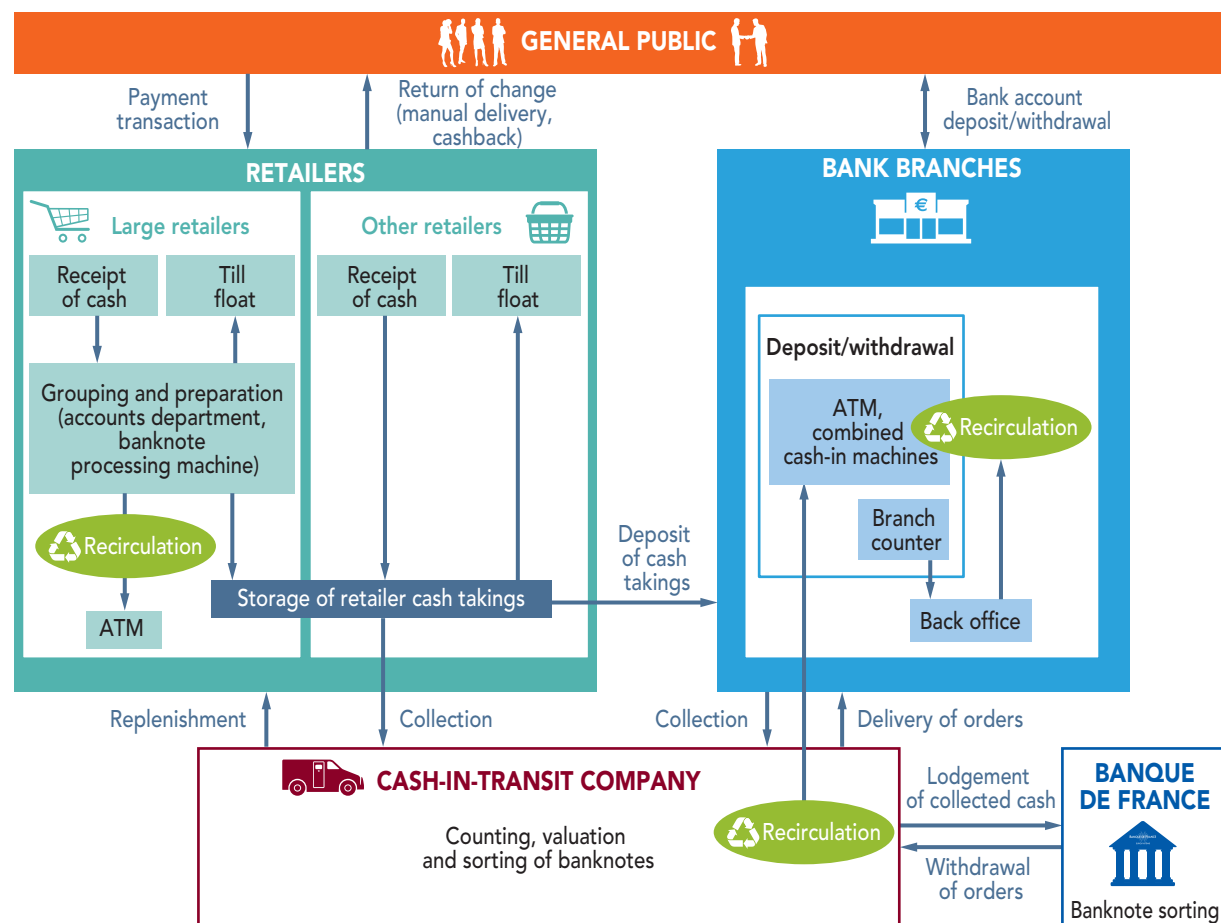 GENERAL PUBLIC
Payment
transaction
Return of change
(manual delivery,
cashback)
Bank account
deposit/withdrawal
RETAILERS
Large retailers
Other retailers
Receipt
of cash
Till
float
Receipt
of cash
Till
float
Grouping and preparation
(accounts department,
banknote
processing machine)
Recirculation
ATM
Storage of retailer cash takings
Deposit
of cash
takings
BANK BRANCHES
€
Deposit/withdrawal
ATM,
combined
cash-in machines
Recirculation
Branch
counter
Back office
Replenishment
Collection
Collection
Delivery of orders
CASH-IN-TRANSIT COMPANY
Counting, valuation
and sorting of banknotes
Recirculation
Lodgement
of collected cash
Withdrawal
of orders
BANQUE
DE FRANCE
Banknote sorting